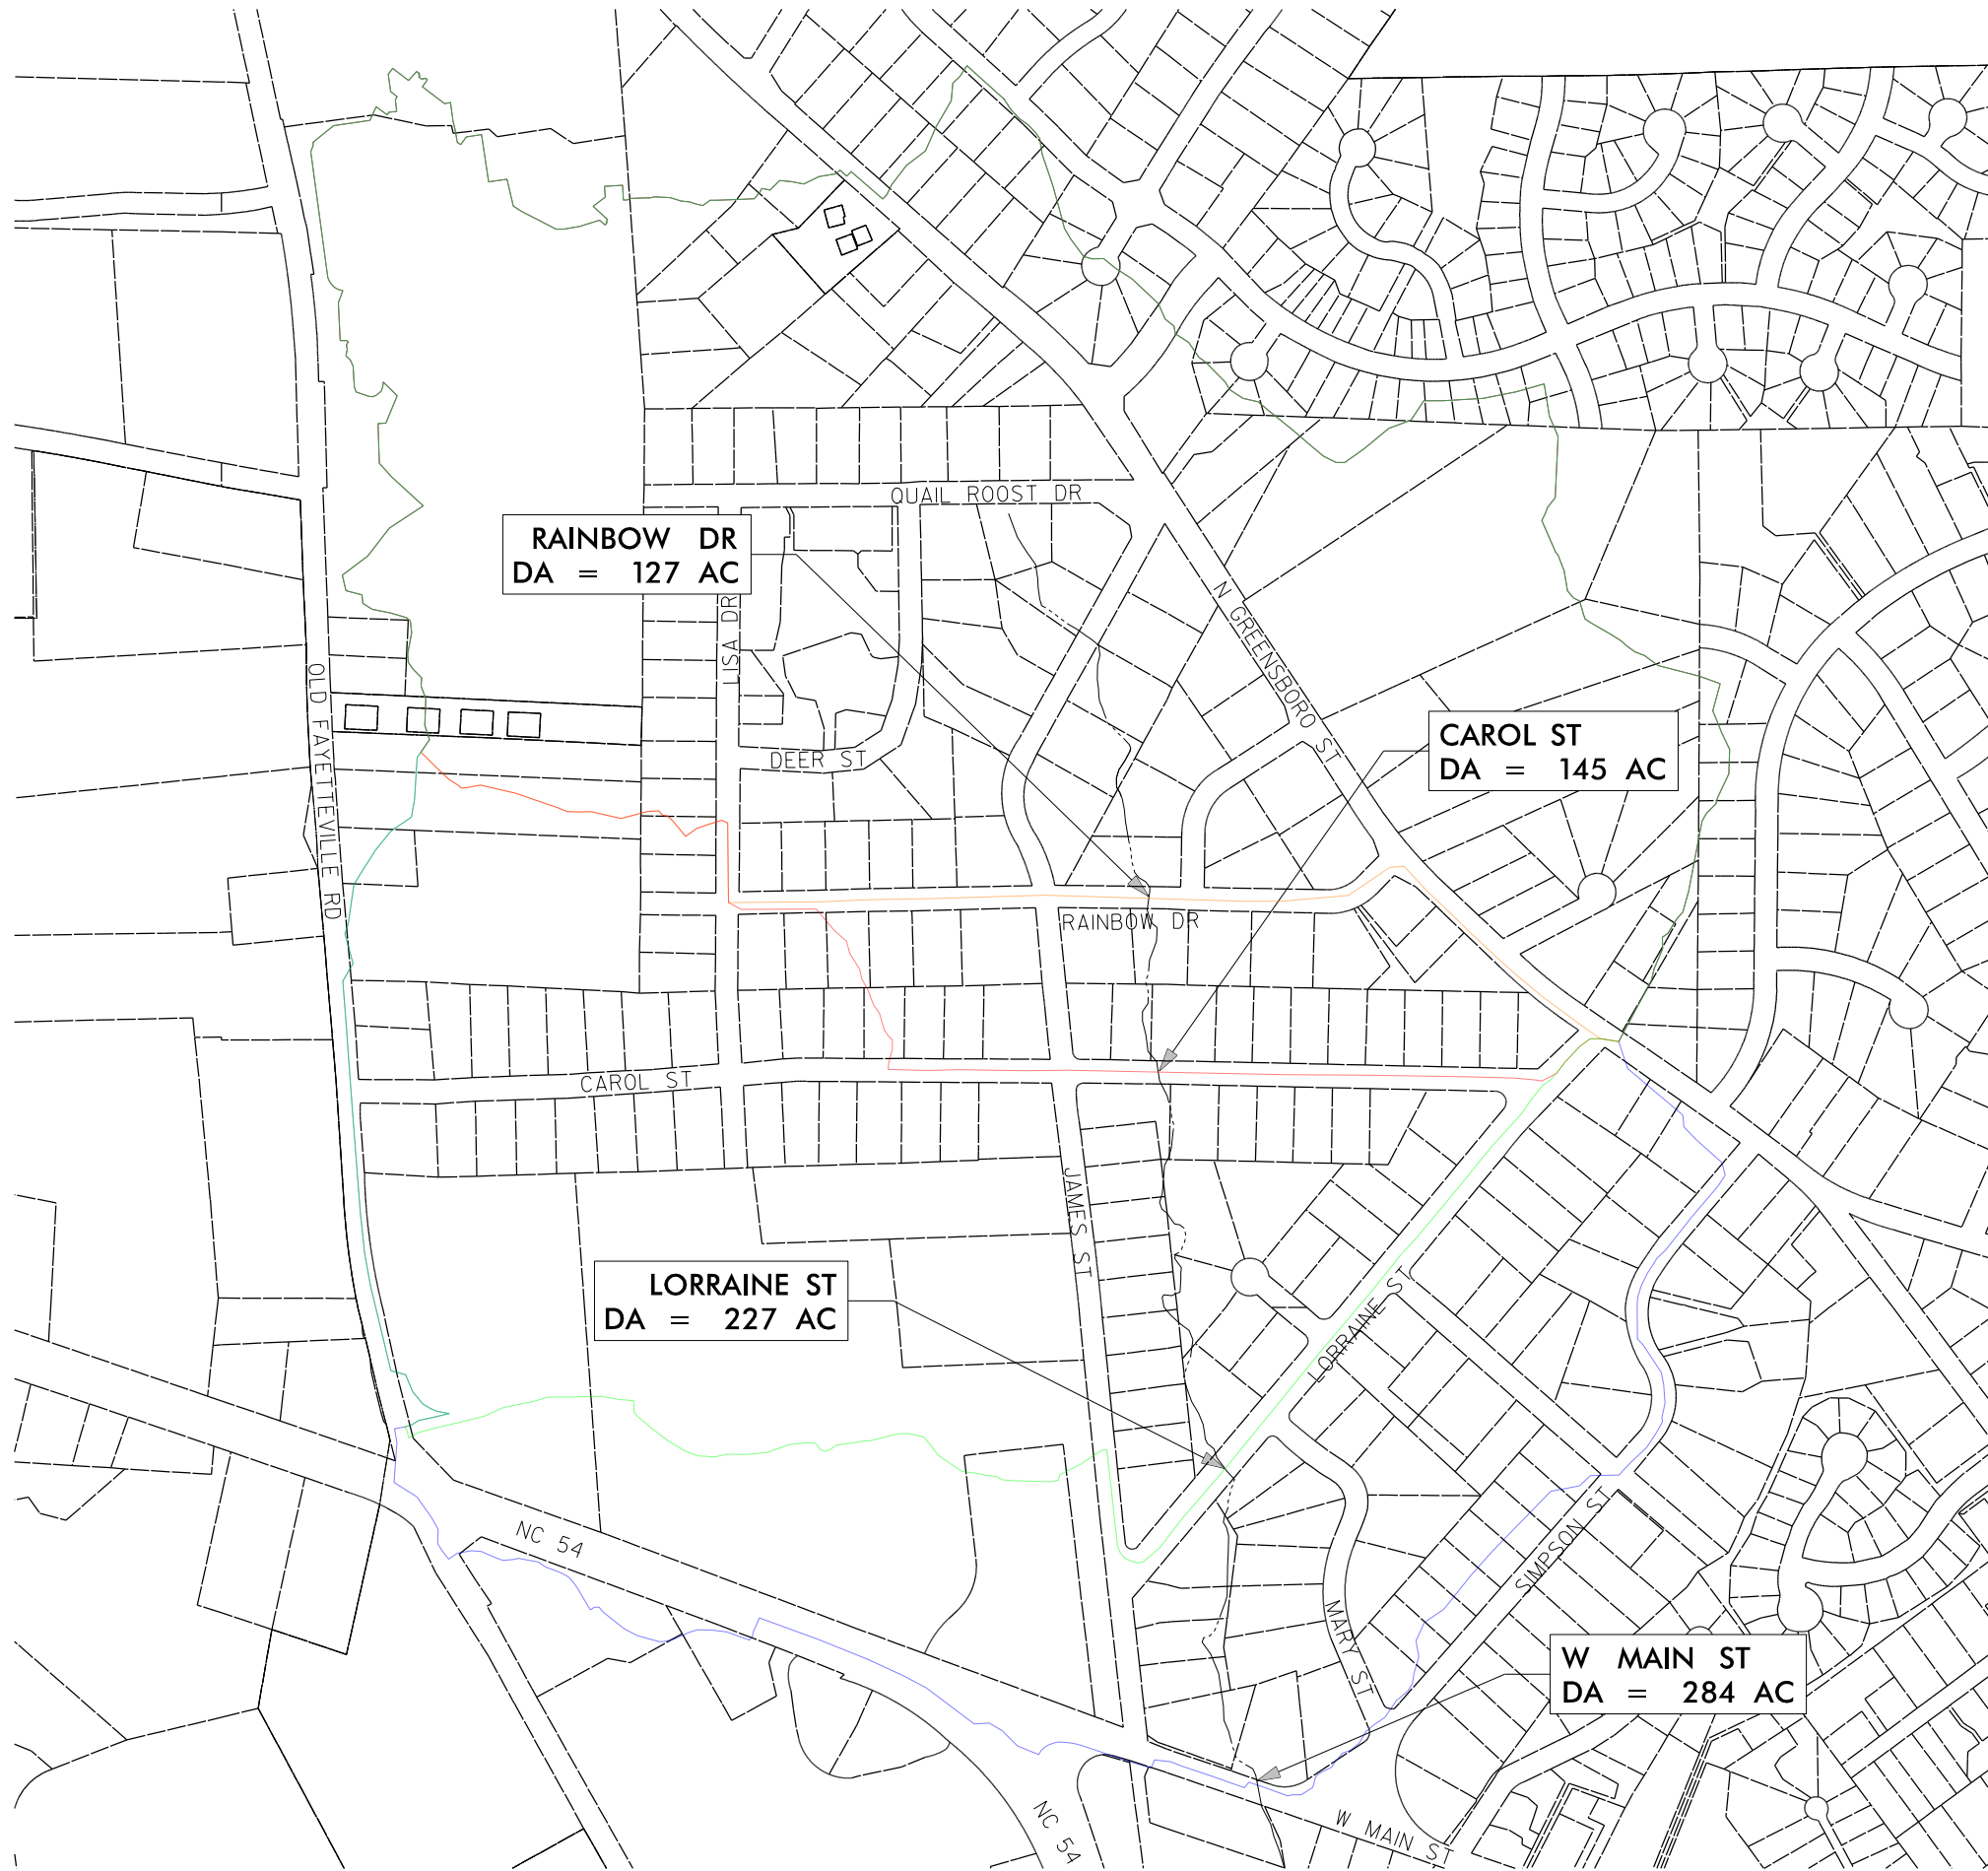 QUAIL ROOST DR
RAINBOW DR
DA = 127 AC
LISA DR
N GREENSBORO ST
OLD FAYETTEVILLE RD
CAROL ST
DA = 145 AC
DEER ST
RAINBOW DR
CAROL ST
JAMES ST
LORRAINE ST
DA = 227 AC
LORRAINE ST
NC 54
SIMPSON ST
MARY ST
W MAIN ST
DA = 284 AC
NC 54
W MAIN ST